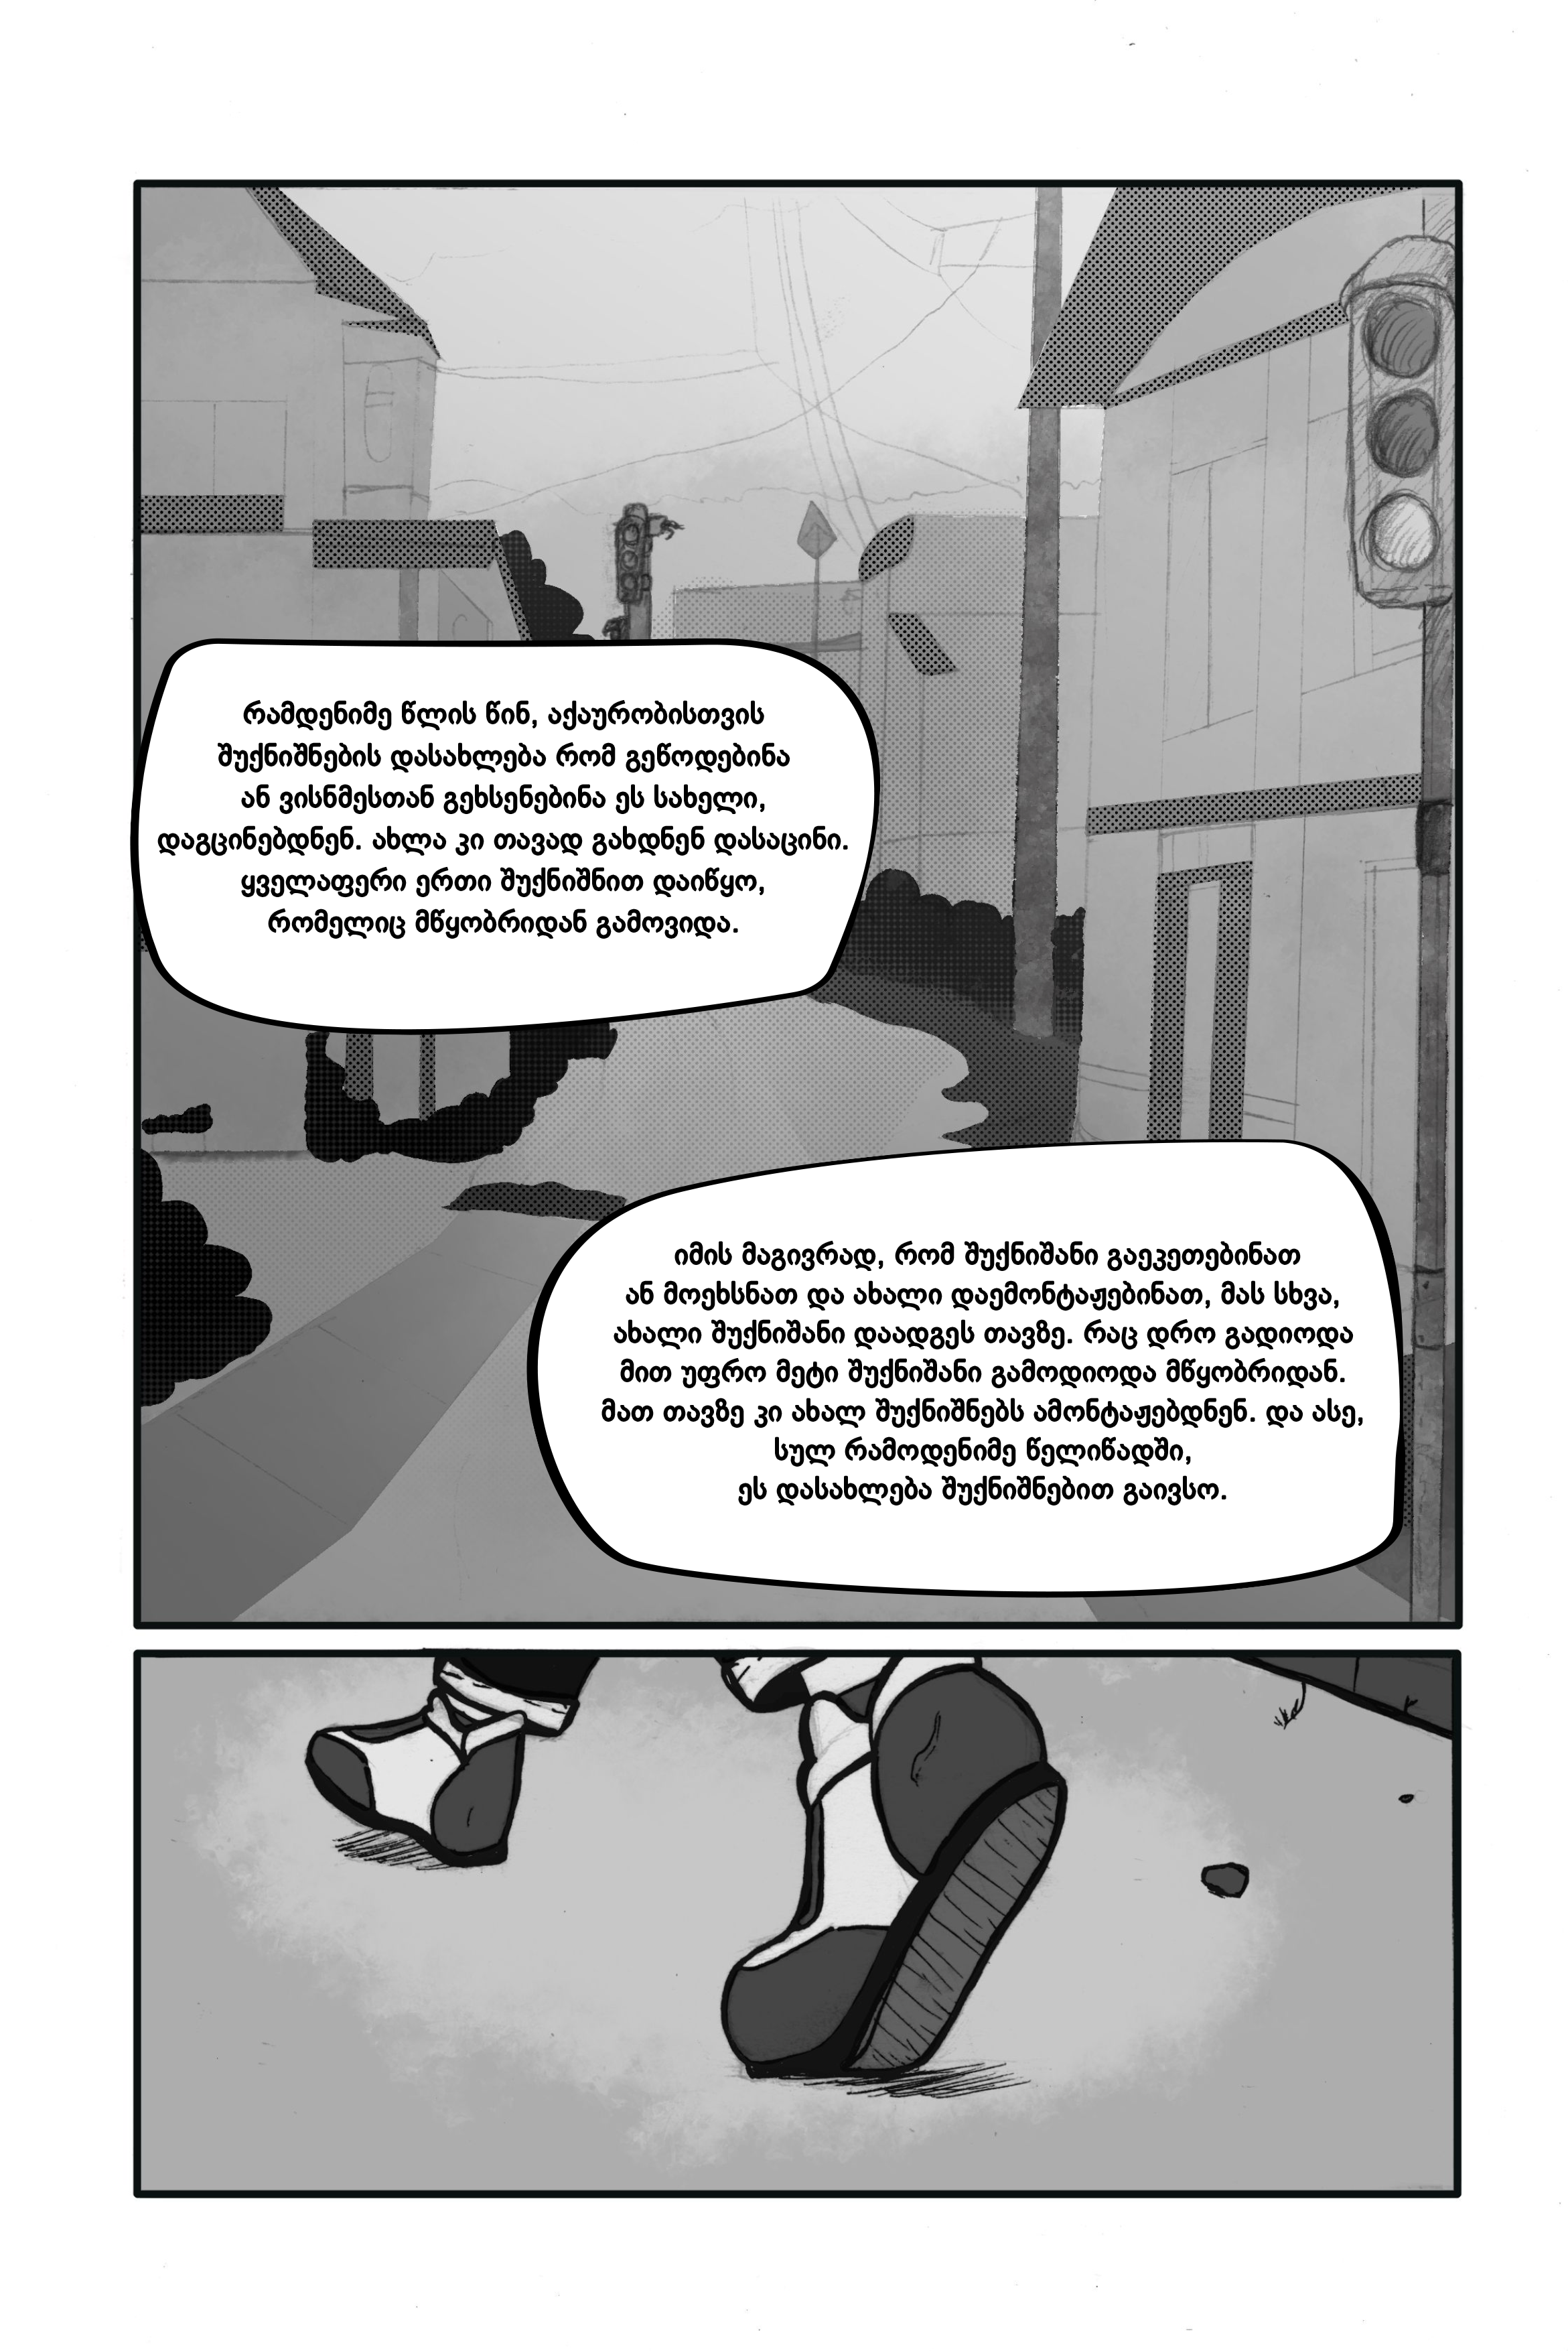 რამდენიმე წლის წინ, აქაურობისთვის
შუქნიშნების დასახლება რომ გეწოდებინა
ან ვისნმესთან გეხსენებინა ეს სახელი,
დაგცინებდნენ. ახლა კი თავად გახდნენ დასაცინი.
ყველაფერი ერთი შუქნიშნით დაიწყო,
რომელიც მწყობრიდან გამოვიდა.
იმის მაგივრად, რომ შუქნიშანი გაეკეთებინათ
ან მოეხსნათ და ახალი დაემონტაჟებინათ, მას სხვა,
ახალი შუქნიშანი დაადგეს თავზე. რაც დრო გადიოდა
მით უფრო მეტი შუქნიშანი გამოდიოდა მწყობრიდან.
მათ თავზე კი ახალ შუქნიშნებს ამონტაჟებდნენ. და ასე,
სულ რამოდენიმე წელიწადში,
ეს დასახლება შუქნიშნებით გაივსო.